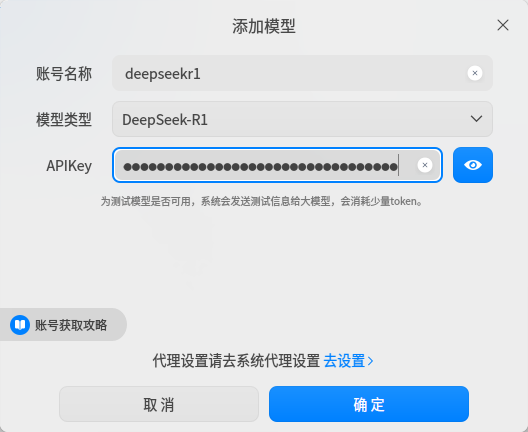 添加模型
账号名称 deepseekr1
模型类型 DeepSeek-R1
APIKey
为测试模型是否可用，系统会发送测试信息给大模型，会消耗少量token。
账号获取攻略
代理设置请去系统代理设置 去设置
取消 确定